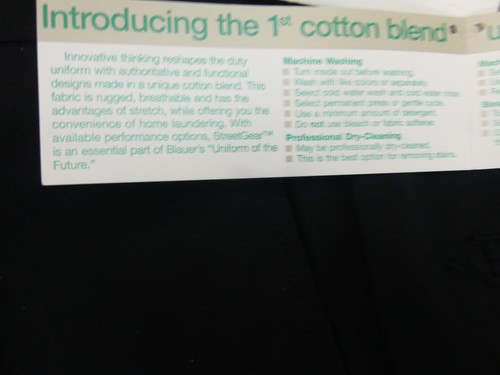 Introducing the 1st cotton blend
Innovative thinking reshapes the duty
uniform with authoritative and functional
designs made in a unique cotton blend. This
fabric is rugged, breathable and has the
advantages of stretch, while offering you the
convenience of home laundering. With
available performance options, StreetGear™
is an essential part of Blauer's "Uniform of the
Future."
Machine Washing
Turn inside out before washing.
Wash with like colors or separately.
Select cold water wash and cold water rinse.
Select permanent press or gentle cycle.
Use a minimum amount of detergent.
Do not use bleach or fabric softener.
Professional Dry-Cleaning
May be professionally dry-cleaned.
This is the best option for removing stains.